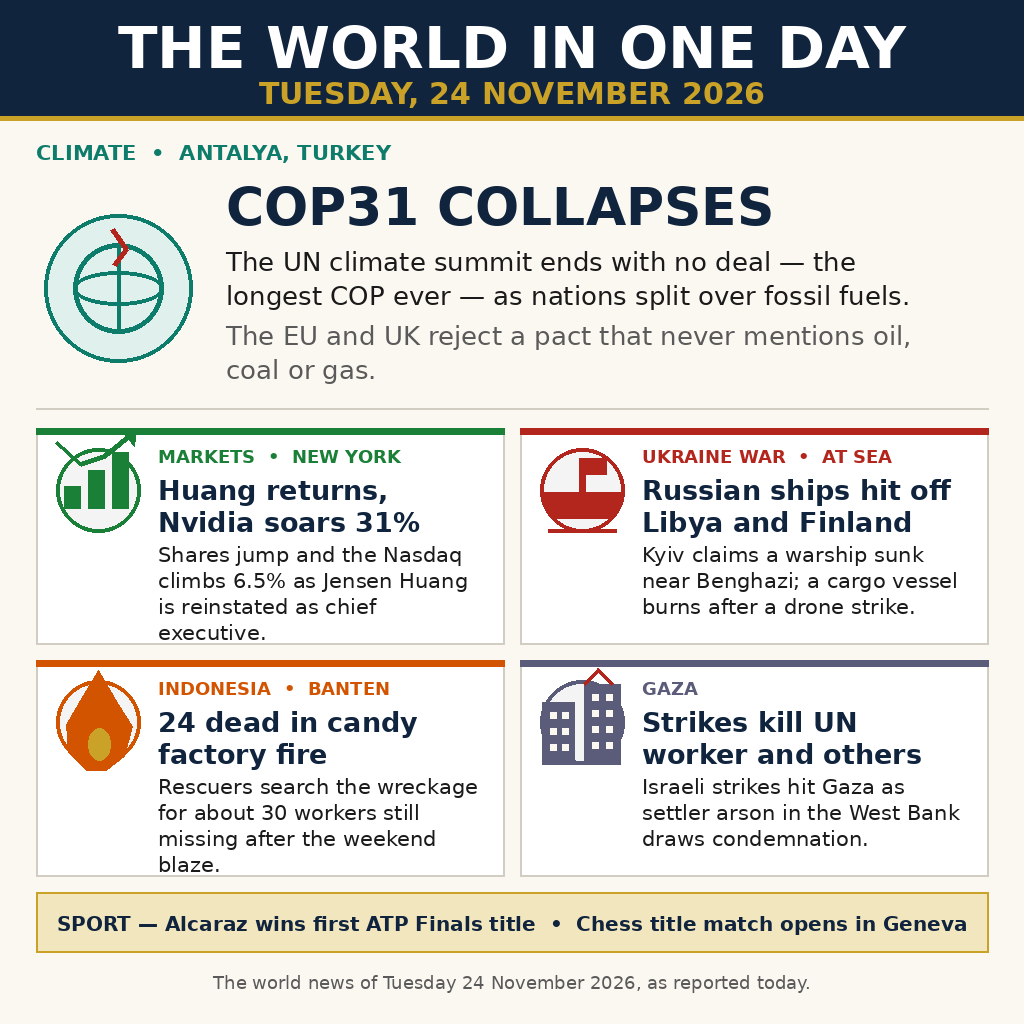 THE WORLD IN ONE DAY
TUESDAY, 24 NOVEMBER 2026
CLIMATE • ANTALYA, TURKEY
COP31 COLLAPSES
The UN climate summit ends with no deal — the
longest COP ever — as nations split over fossil fuels.
The EU and UK reject a pact that never mentions oil,
coal or gas.
MARKETS • NEW YORK
Huang returns,
Nvidia soars 31%
Shares jump and the Nasdaq
climbs 6.5% as Jensen Huang
is reinstated as chief
executive.
UKRAINE WAR • AT SEA
Russian ships hit off
Libya and Finland
Kyiv claims a warship sunk
near Benghazi; a cargo vessel
burns after a drone strike.
INDONESIA • BANTEN
24 dead in candy
factory fire
Rescuers search the wreckage
for about 30 workers still
missing after the weekend
blaze.
GAZA
Strikes kill UN
worker and others
Israeli strikes hit Gaza as
settler arson in the West Bank
draws condemnation.
SPORT — Alcaraz wins first ATP Finals title • Chess title match opens in Geneva
The world news of Tuesday 24 November 2026, as reported today.